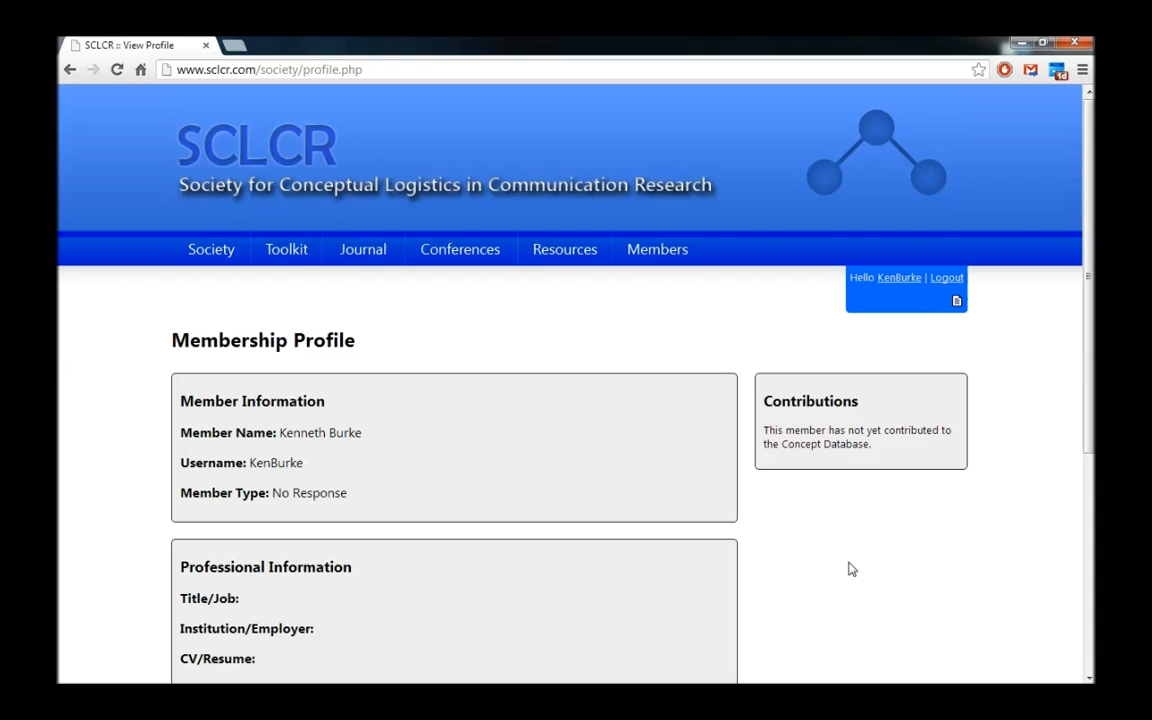 SCLCR :: View Profile
www.sclcr.com/society/profile.php
SCLCR
Society for Conceptual Logistics in Communication Research
Society Toolkit Journal Conferences Resources Members
Hello KenBurke | Logout
Membership Profile
Member Information
Member Name: Kenneth Burke
Username: KenBurke
Member Type: No Response
Contributions
This member has not yet contributed to
the Concept Database.
Professional Information
Title/Job:
Institution/Employer:
CV/Resume: